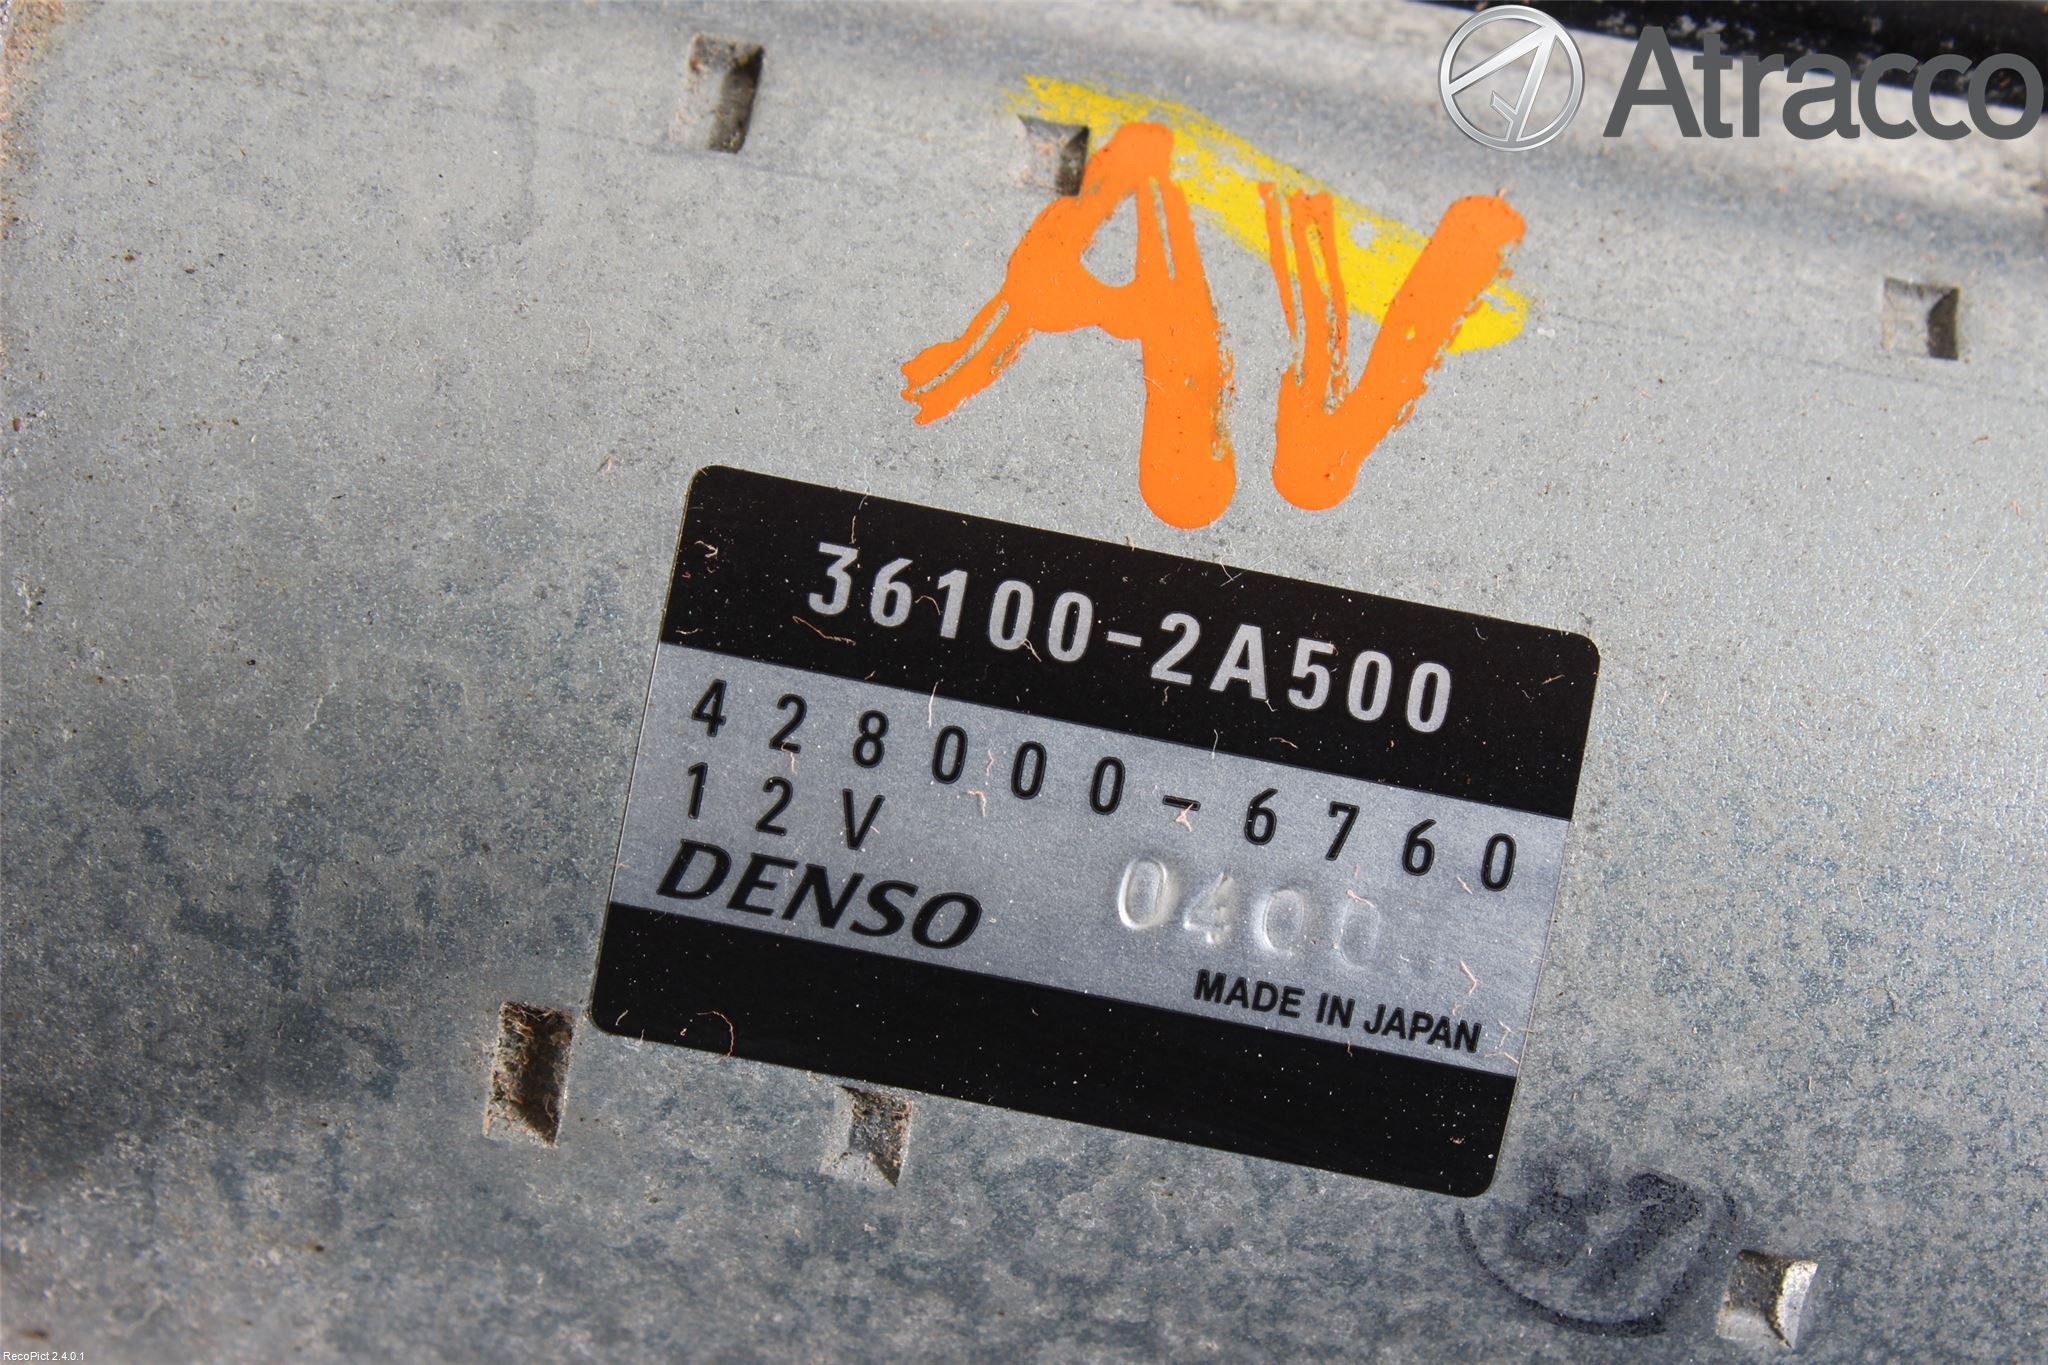 Atracco
AV
36100-2A500
428000-6760
12V
DENSO
0400
MADE IN JAPAN
RecoPict 2.4.0.1